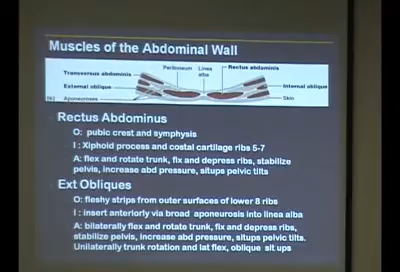 Muscles of the Abdominal Wall
Peritoneum Linea alba Rectus abdominis
Transversus abdominis
External oblique Internal oblique
(b) Aponeuroses Skin
Rectus Abdominus
O: pubic crest and symphysis
I : Xiphoid process and costal cartilage ribs 5-7
A: flex and rotate trunk, fix and depress ribs, stabilize
pelvis, increase abd pressure, situps pelvic tilts
Ext Obliques
O: fleshy strips from outer surfaces of lower 8 ribs
I : insert anteriorly via broad aponeurosis into linea alba
A: bilaterally flex and rotate trunk, fix and depress ribs,
stabilize pelvis, increase abd pressure, situps pelvic tilts.
Unilaterally trunk rotation and lat flex, oblique sit ups